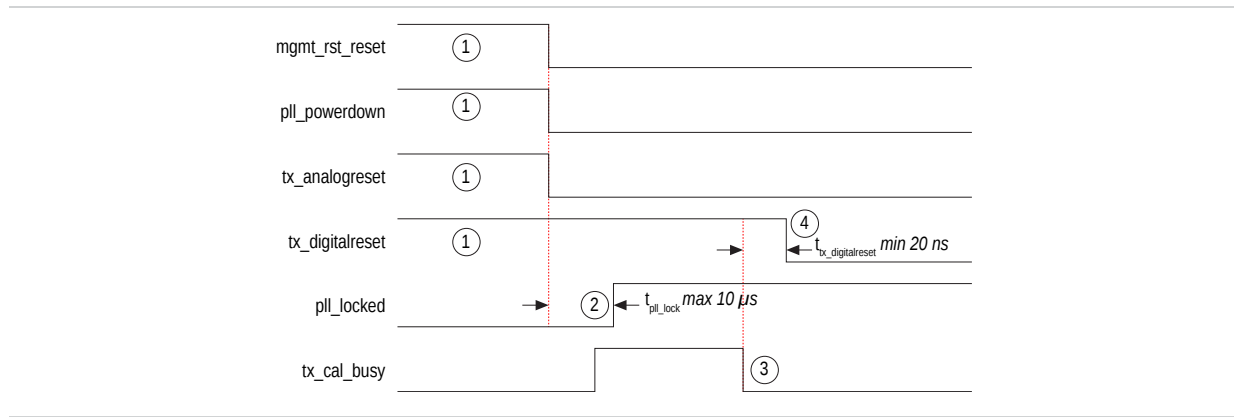 mgmt_rst_reset
1
pll_powerdown
1
tx_analogreset
1
tx_digitalreset
1
4
t_tx_digitalreset min 20 ns
pll_locked
2
t_pll_lock max 10 µs
tx_cal_busy
3